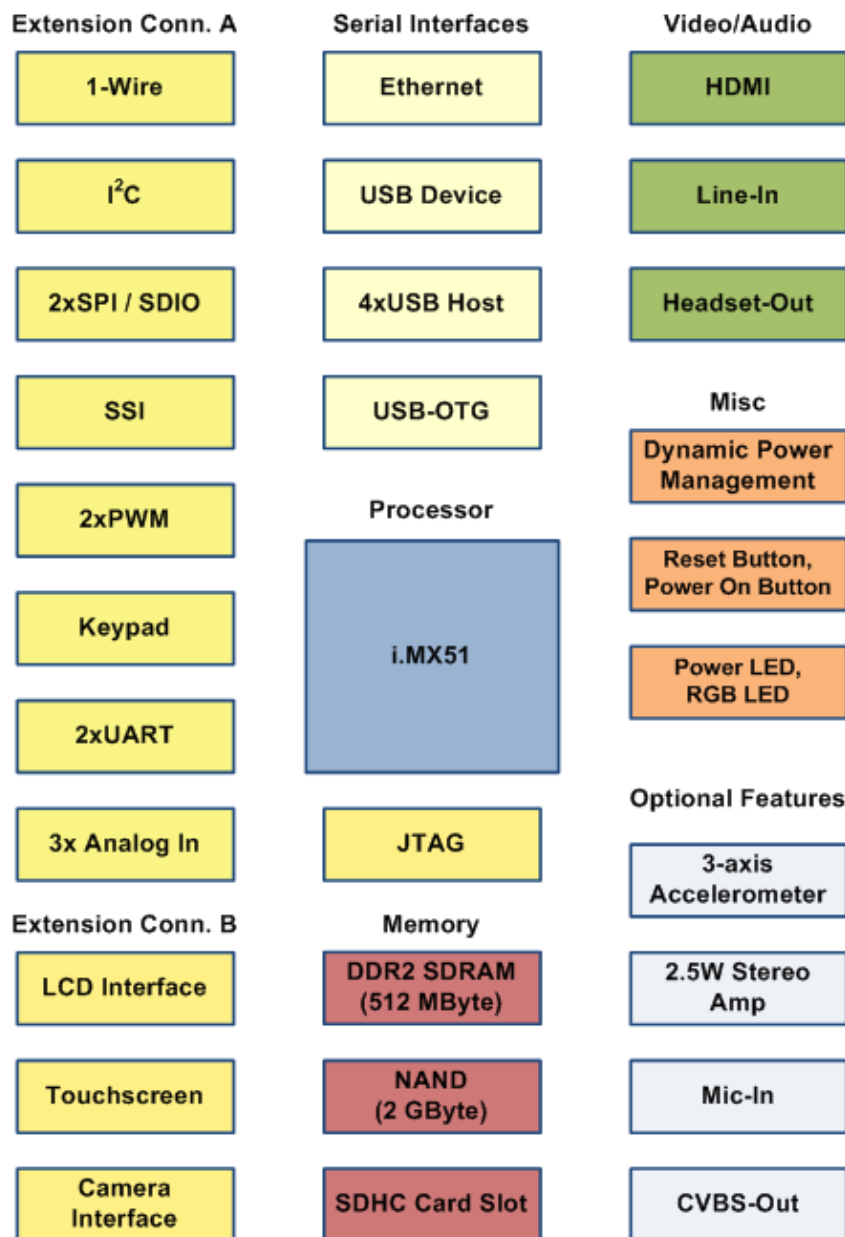 Extension Conn. A
1-Wire
I²C
2xSPI / SDIO
SSI
2xPWM
Keypad
2xUART
3x Analog In
Extension Conn. B
LCD Interface
Touchscreen
Camera
Interface
Serial Interfaces
Ethernet
USB Device
4xUSB Host
USB-OTG
Processor
i.MX51
JTAG
Memory
DDR2 SDRAM
(512 MByte)
NAND
(2 GByte)
SDHC Card Slot
Video/Audio
HDMI
Line-In
Headset-Out
Misc
Dynamic Power
Management
Reset Button,
Power On Button
Power LED,
RGB LED
Optional Features
3-axis
Accelerometer
2.5W Stereo
Amp
Mic-In
CVBS-Out